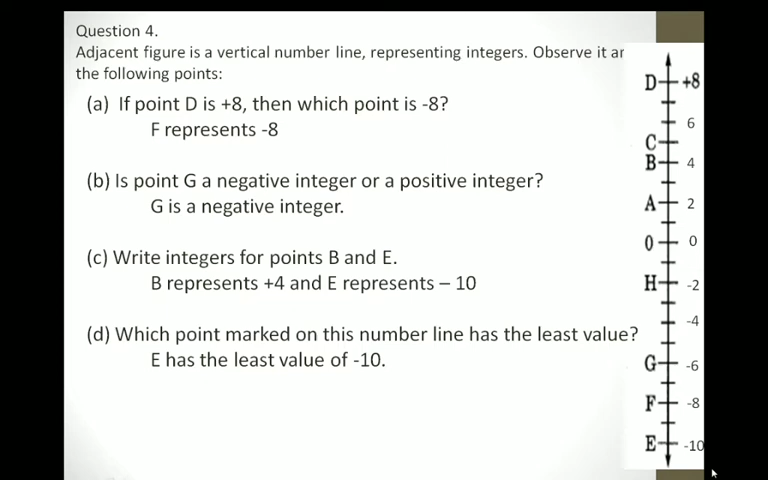 Question 4.
Adjacent figure is a vertical number line, representing integers. Observe it
the following points:
(a) If point D is +8, then which point is -8?
F represents -8
(b) Is point G a negative integer or a positive integer?
G is a negative integer.
(c) Write integers for points B and E.
B represents +4 and E represents – 10
(d) Which point marked on this number line has the least value?
E has the least value of -10.
D +8
6
C
B 4
A 2
0 0
H -2
-4
G -6
F -8
E -10